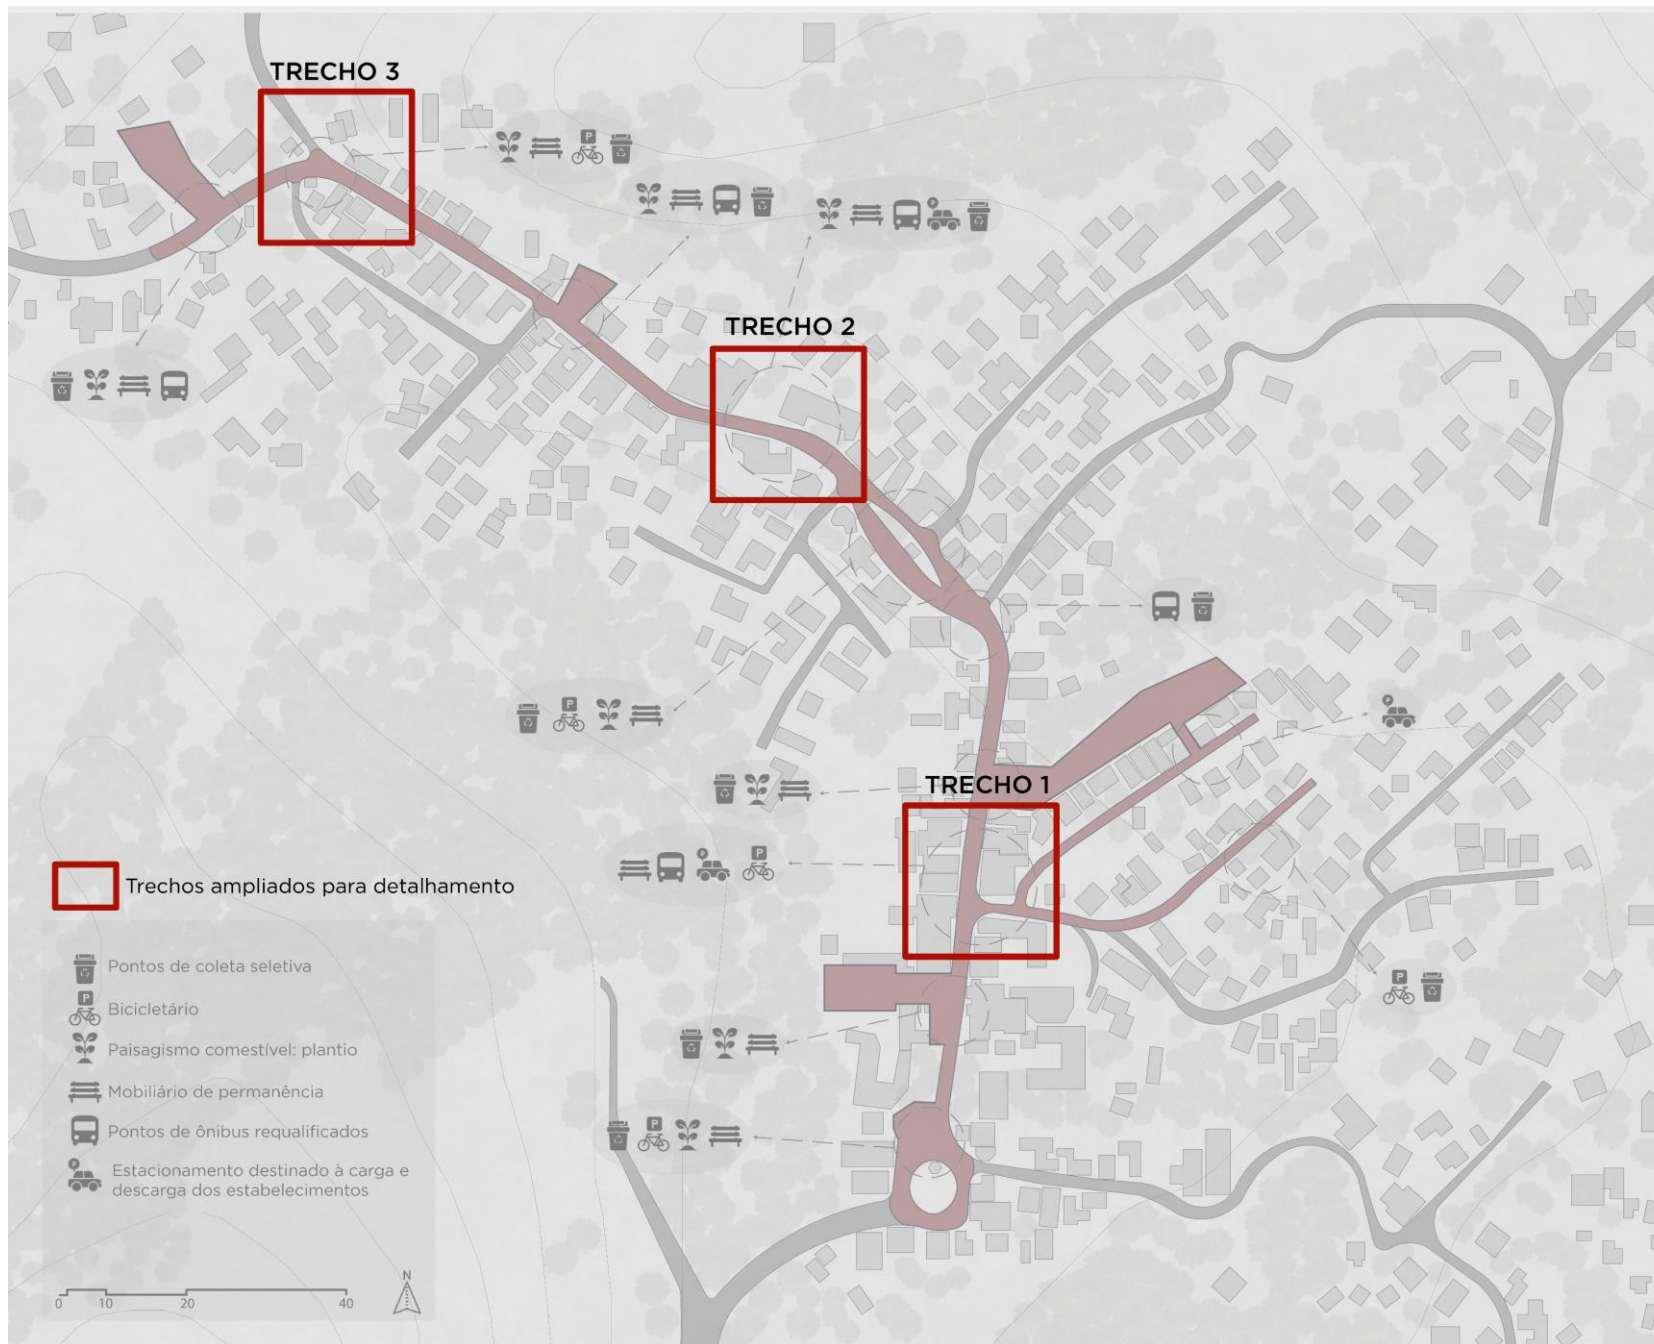 TRECHO 3
TRECHO 2
TRECHO 1
Trechos ampliados para detalhamento
Pontos de coleta seletiva
P
Bicicletário
Paisagismo comestível: plantio
Mobiliário de permanência
Pontos de ônibus requalificados
P
Estacionamento destinado à carga e
descarga dos estabelecimentos
0 10 20 40
N